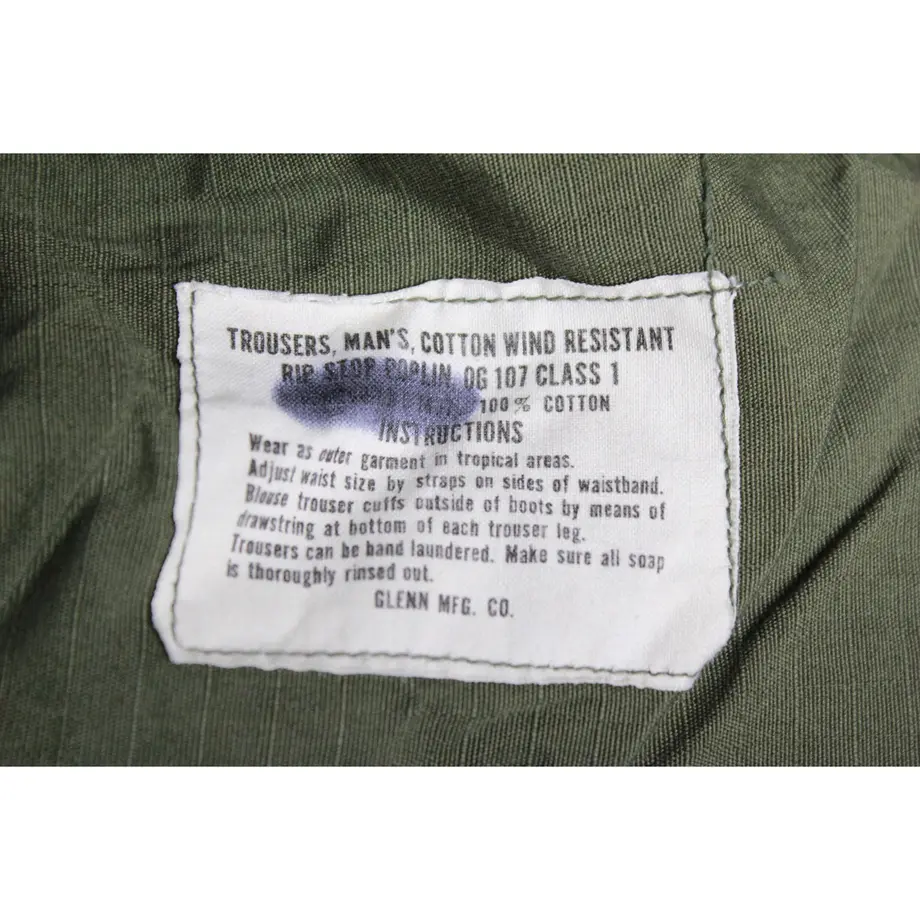 TROUSERS, MAN'S, COTTON WIND RESISTANT
RIP STOP POPLIN, OG 107 CLASS 1
100% COTTON
INSTRUCTIONS
Wear as outer garment in tropical areas.
Adjust waist size by straps on sides of waistband.
Blouse trouser cuffs outside of boots by means of
drawstring at bottom of each trouser leg.
Trousers can be hand laundered. Make sure all soap
is thoroughly rinsed out.
GLENN MFG. CO.